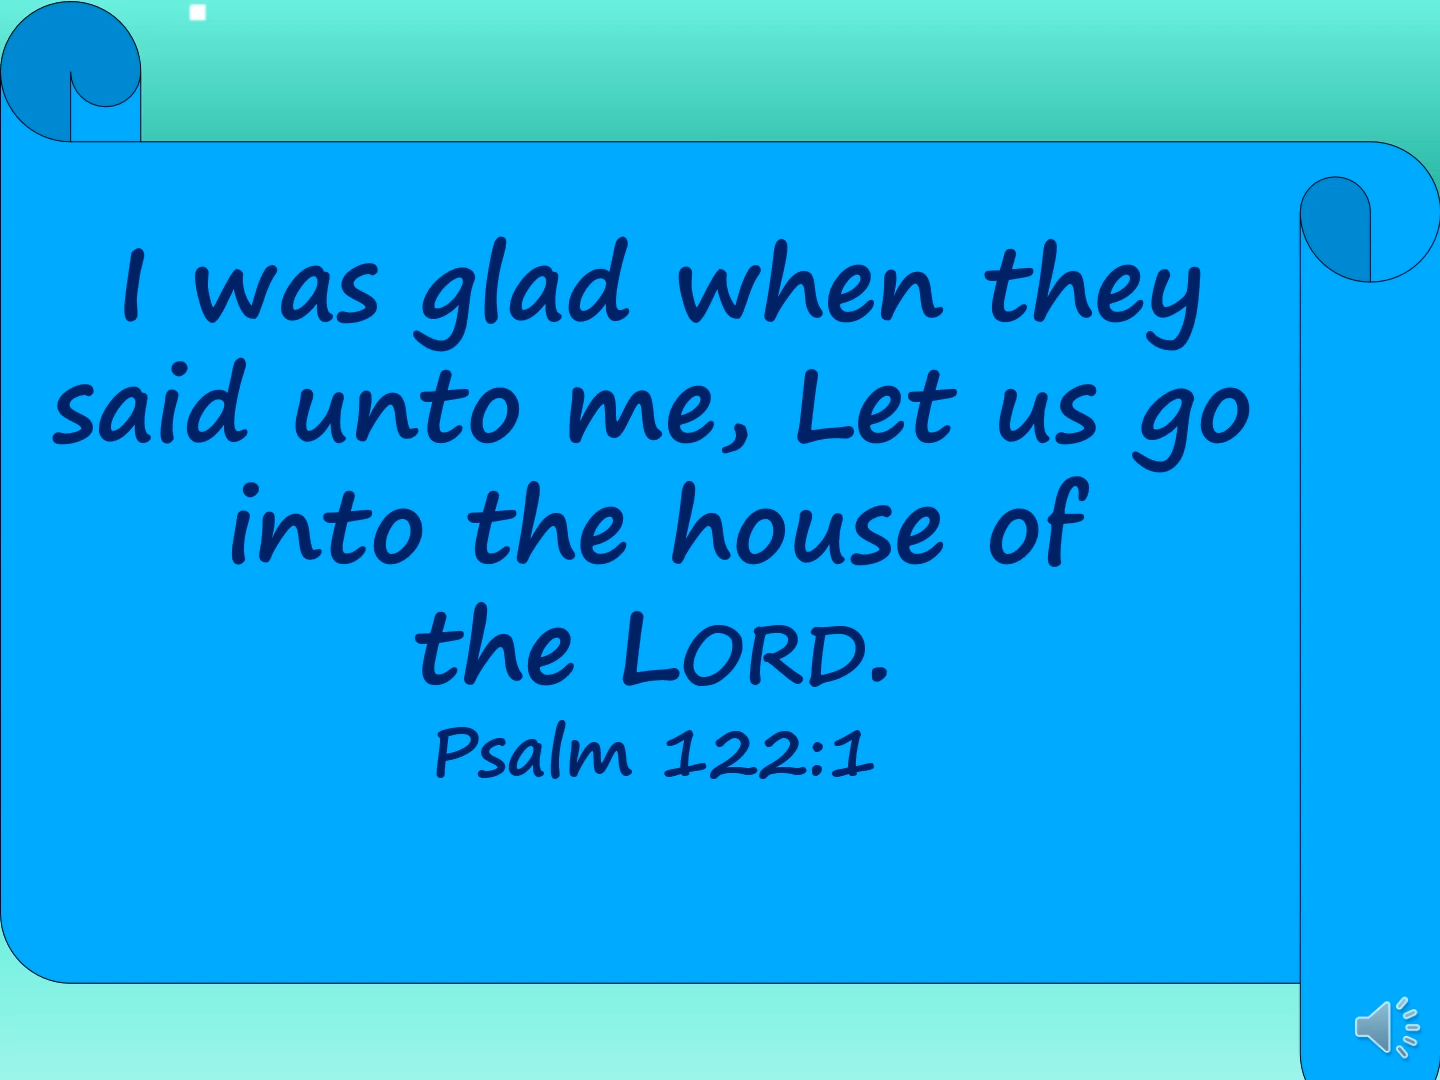 I was glad when they
said unto me, Let us go
into the house of
the LORD.
Psalm 122:1